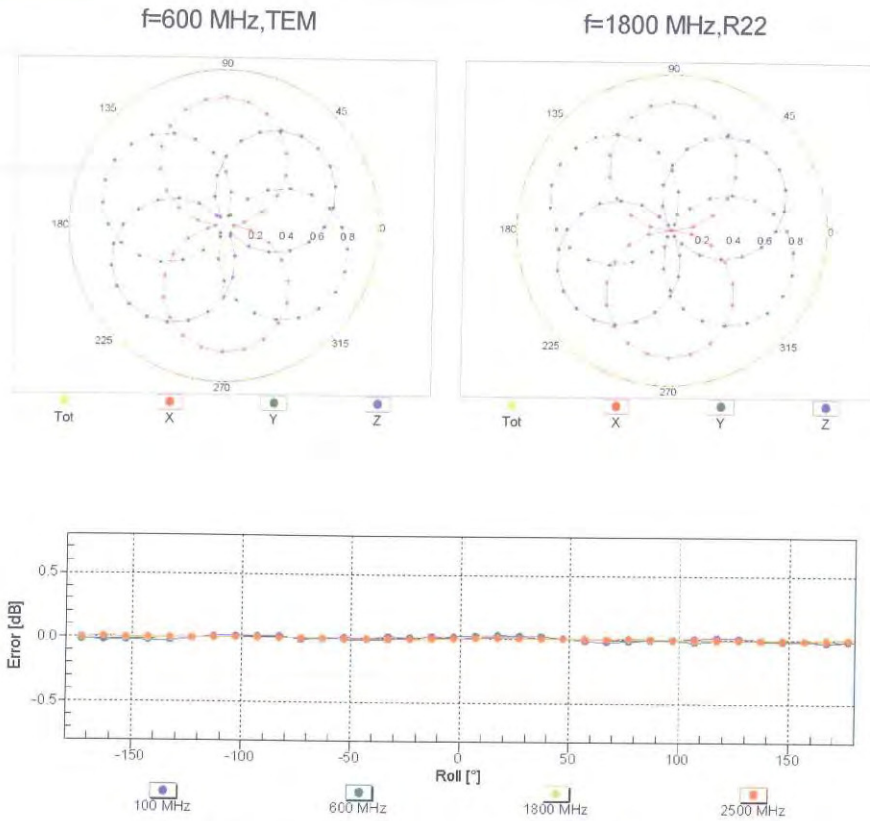 f=600 MHz,TEM
f=1800 MHz,R22
90
135
45
180
0.2 0.4 0.6 0.8 0
225
315
270
Tot X Y Z
90
135
45
180
0.2 0.4 0.6 0.8 0
225
315
270
Tot X Y Z
Error [dB]
0.5
0.0
-0.5
-150 -100 -50 0 50 100 150
Roll [°]
100 MHz 600 MHz 1800 MHz 2500 MHz